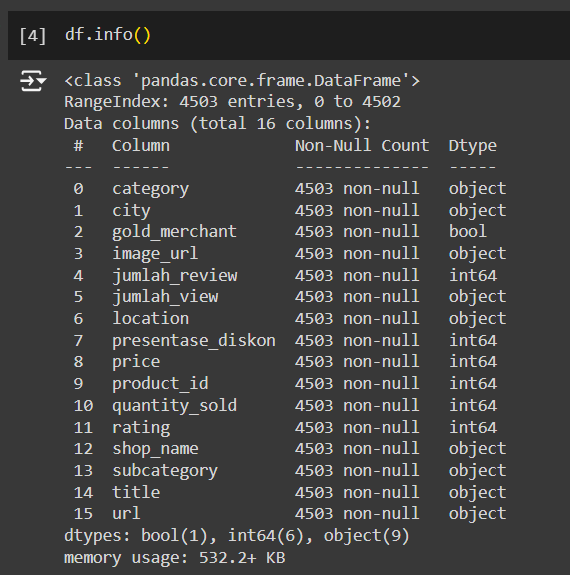 [4] df.info()
<class 'pandas.core.frame.DataFrame'>
RangeIndex: 4503 entries, 0 to 4502
Data columns (total 16 columns):
 #   Column             Non-Null Count  Dtype
---  ------             --------------  -----
 0   category           4503 non-null   object
 1   city               4503 non-null   object
 2   gold_merchant      4503 non-null   bool
 3   image_url          4503 non-null   object
 4   jumlah_review      4503 non-null   int64
 5   jumlah_view        4503 non-null   object
 6   location           4503 non-null   object
 7   presentase_diskon  4503 non-null   int64
 8   price              4503 non-null   int64
 9   product_id         4503 non-null   int64
 10  quantity_sold      4503 non-null   int64
 11  rating             4503 non-null   int64
 12  shop_name          4503 non-null   object
 13  subcategory        4503 non-null   object
 14  title              4503 non-null   object
 15  url                4503 non-null   object
dtypes: bool(1), int64(6), object(9)
memory usage: 532.2+ KB